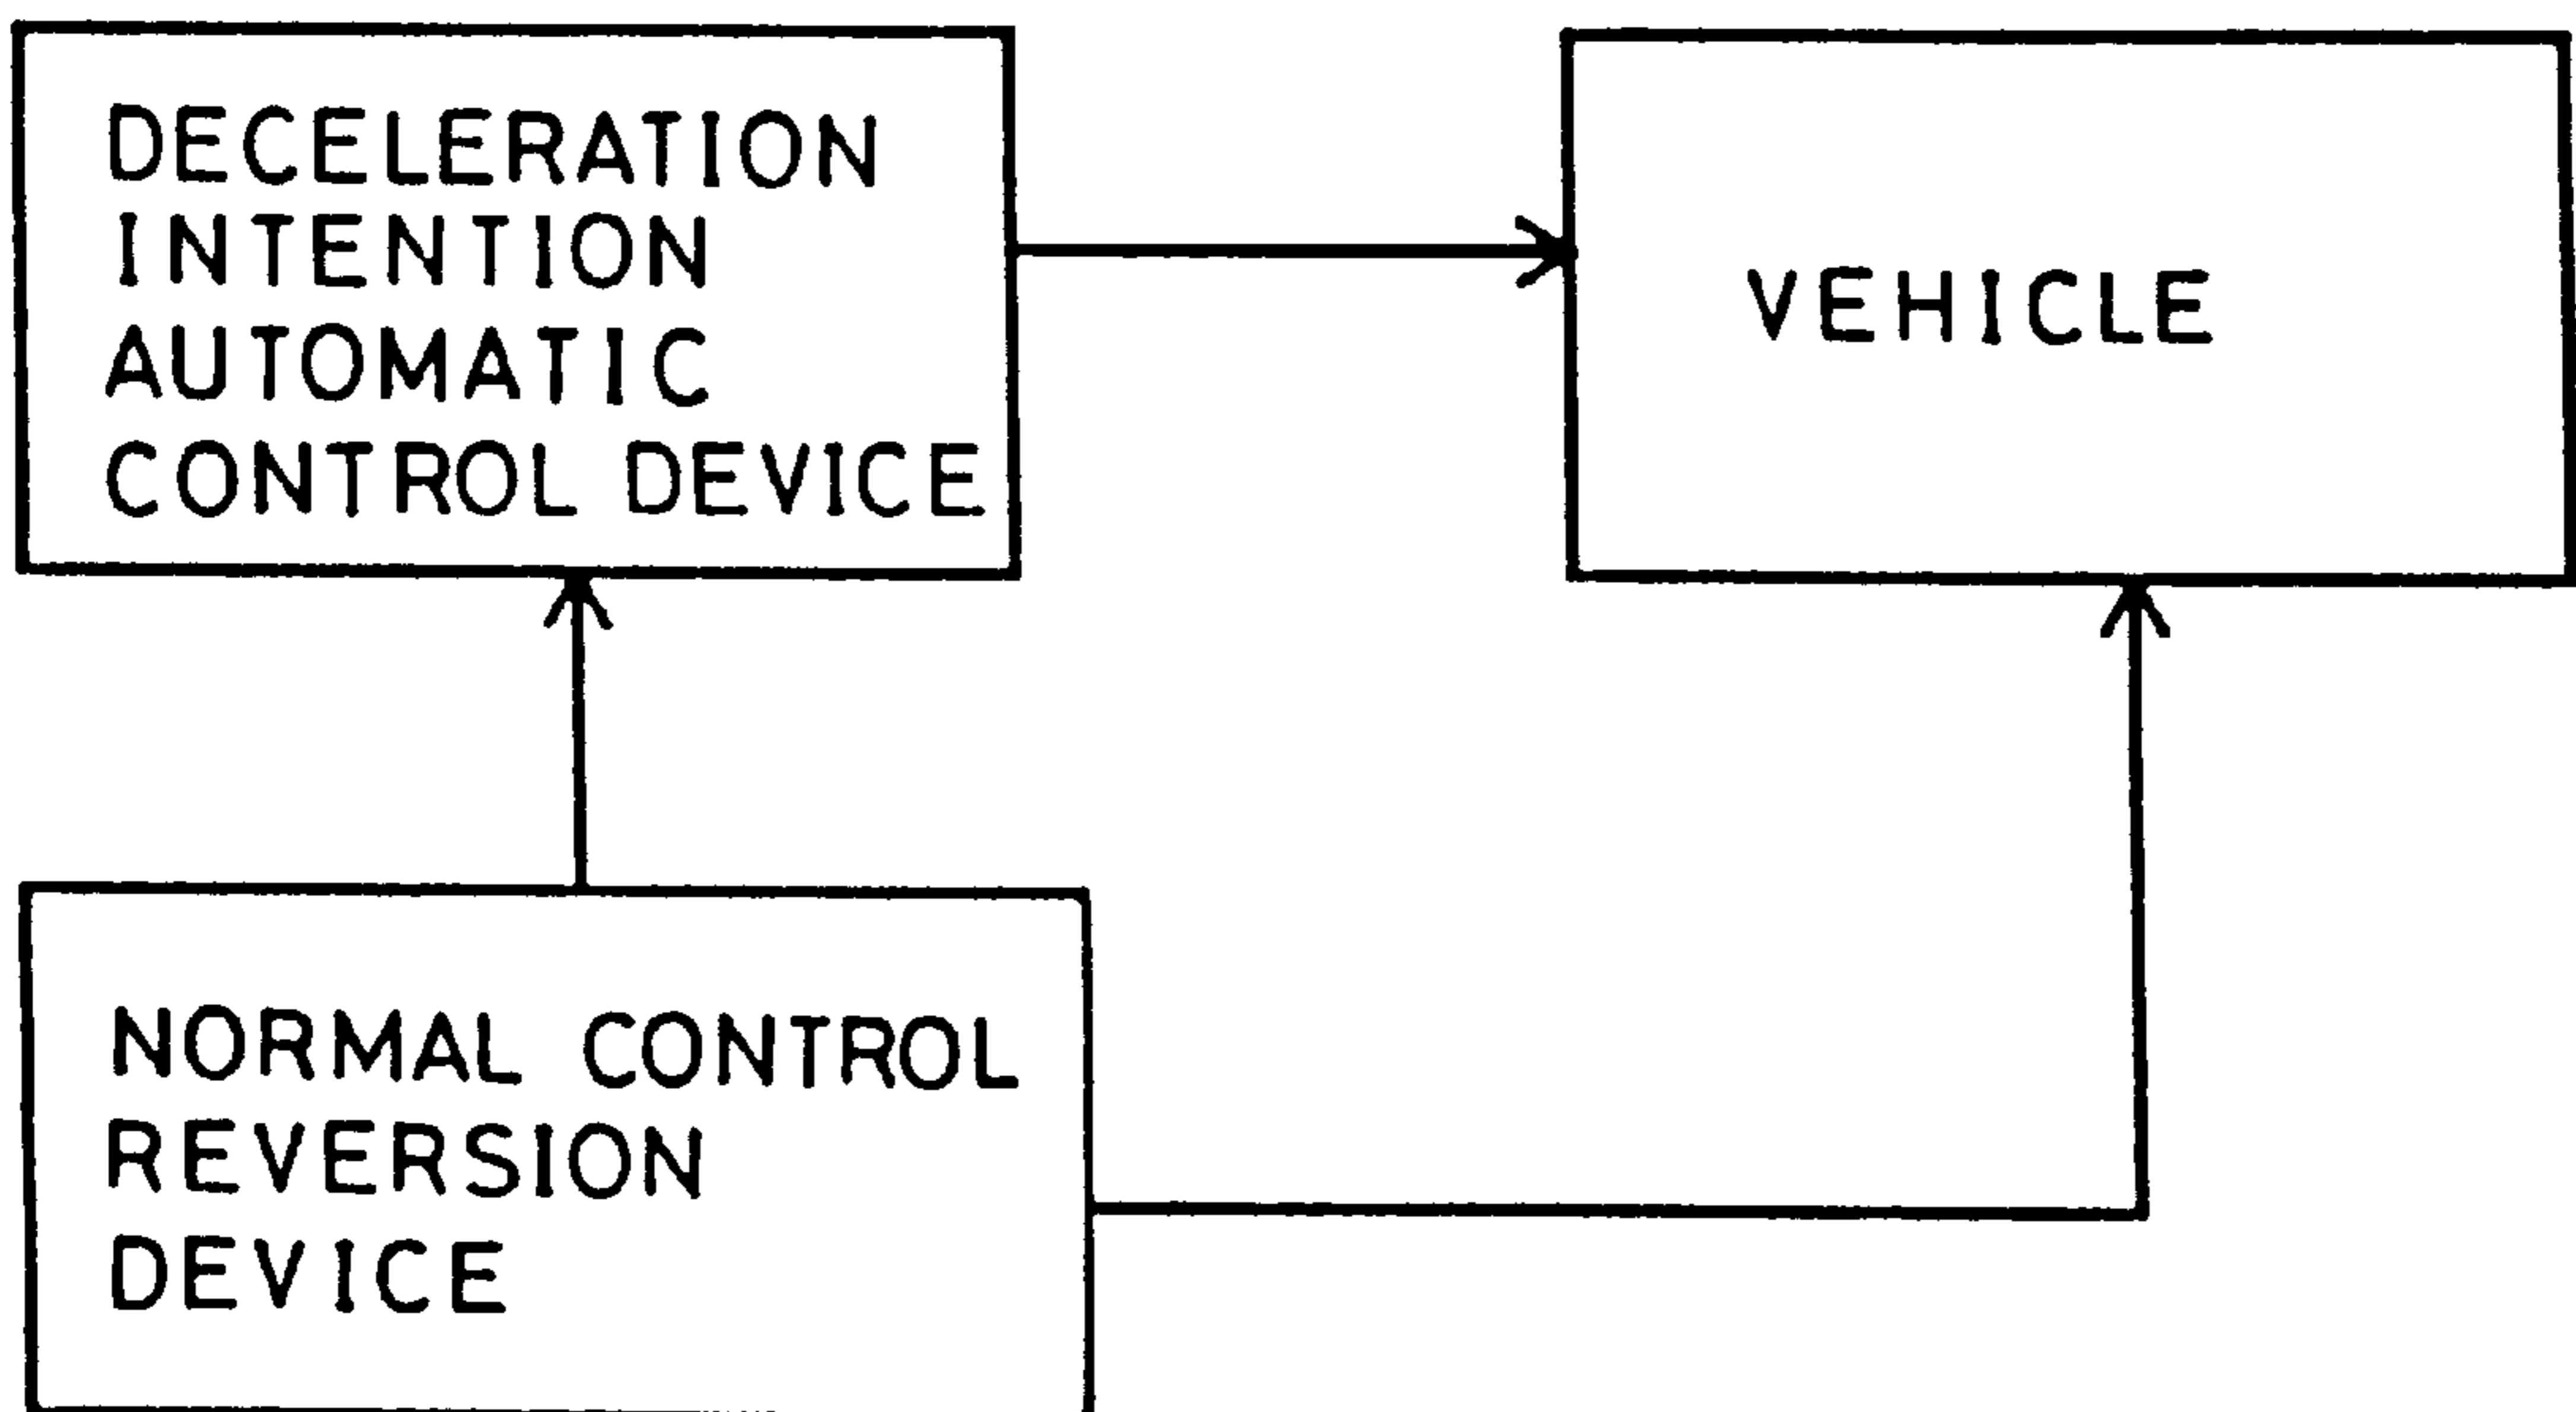 DECELERATION
INTENTION
AUTOMATIC
CONTROL DEVICE
VEHICLE
NORMAL CONTROL
REVERSION
DEVICE